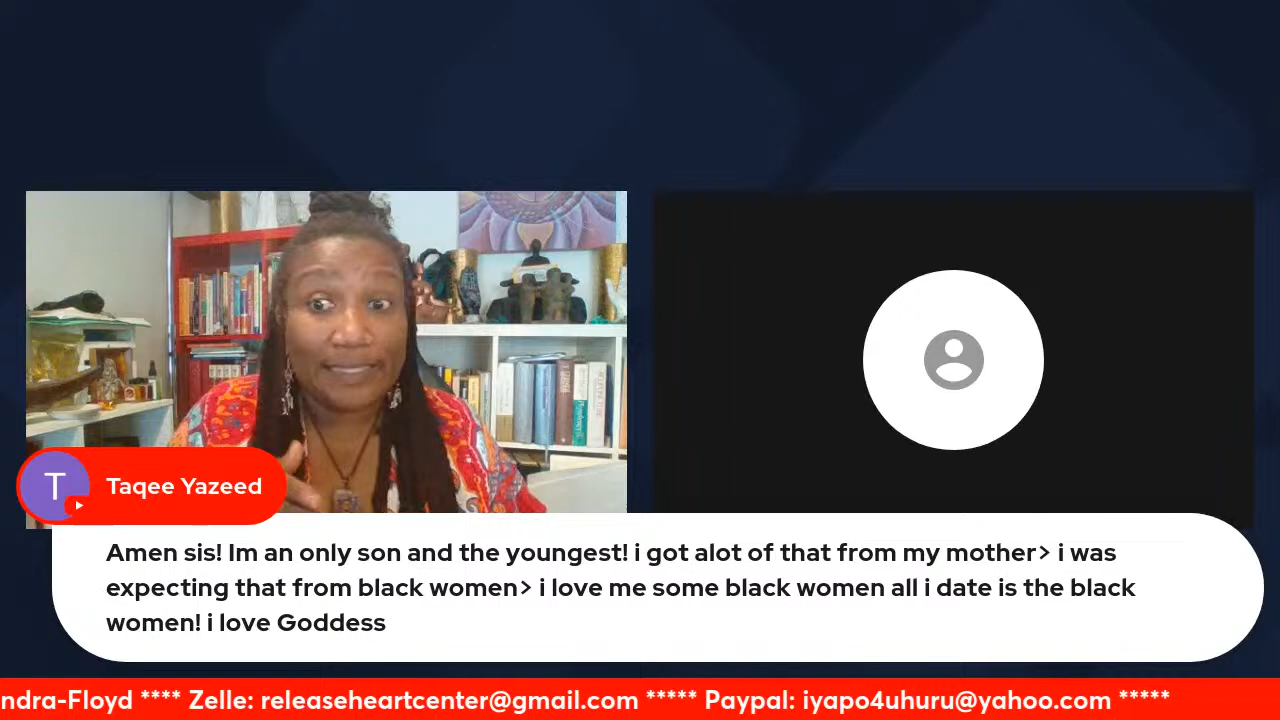 T
Taqee Yazeed
Amen sis! Im an only son and the youngest! i got alot of that from my mother> i was
expecting that from black women> i love me some black women all i date is the black
women! i love Goddess
ndra-Floyd **** Zelle: releaseheartcenter@gmail.com ***** Paypal: iyapo4uhuru@yahoo.com *****